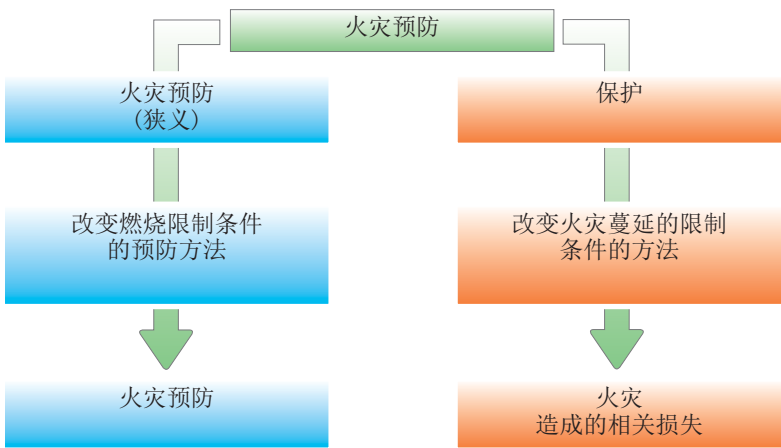 火灾预防
火灾预防
(狭义)
保护
改变燃烧限制条件
的预防方法
改变火灾蔓延的限制
条件的方法
火灾预防
火灾
造成的相关损失